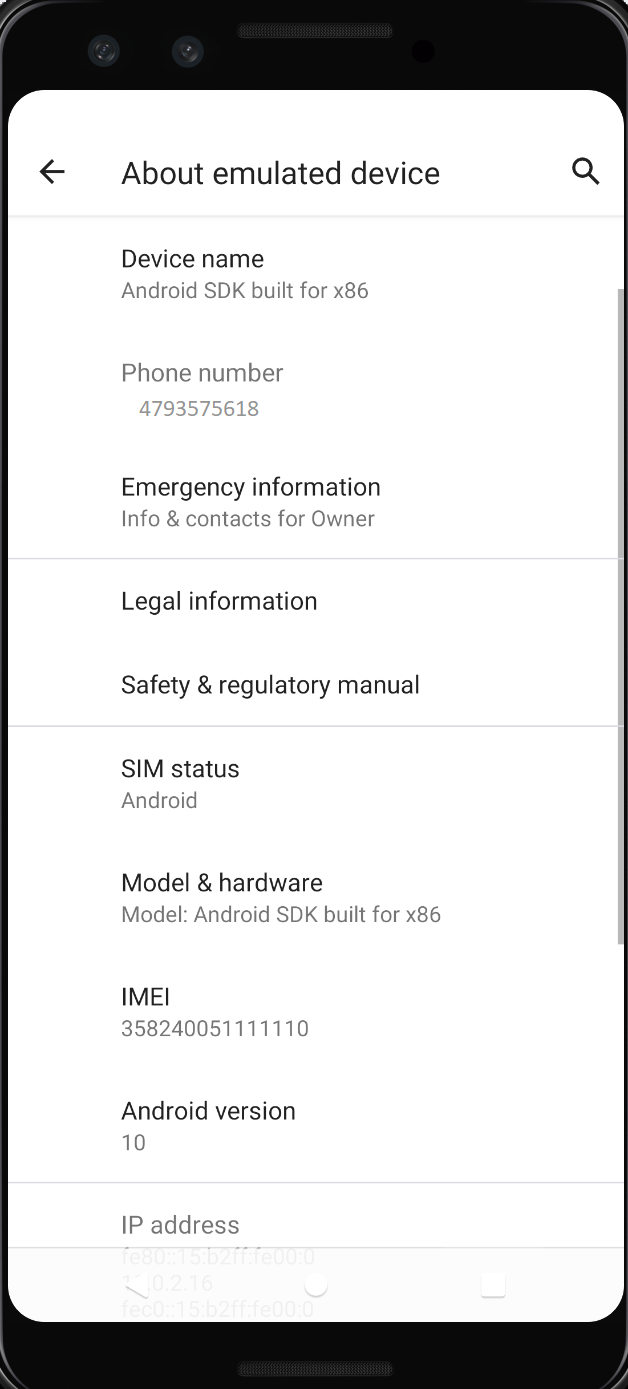 About emulated device
Device name
Android SDK built for x86
Phone number
4793575618
Emergency information
Info & contacts for Owner
Legal information
Safety & regulatory manual
SIM status
Android
Model & hardware
Model: Android SDK built for x86
IMEI
358240051111110
Android version
10
IP address
fe80::15:b2ff:fe00:0
0.2.16
fec0::15:b2ff:fe00:0